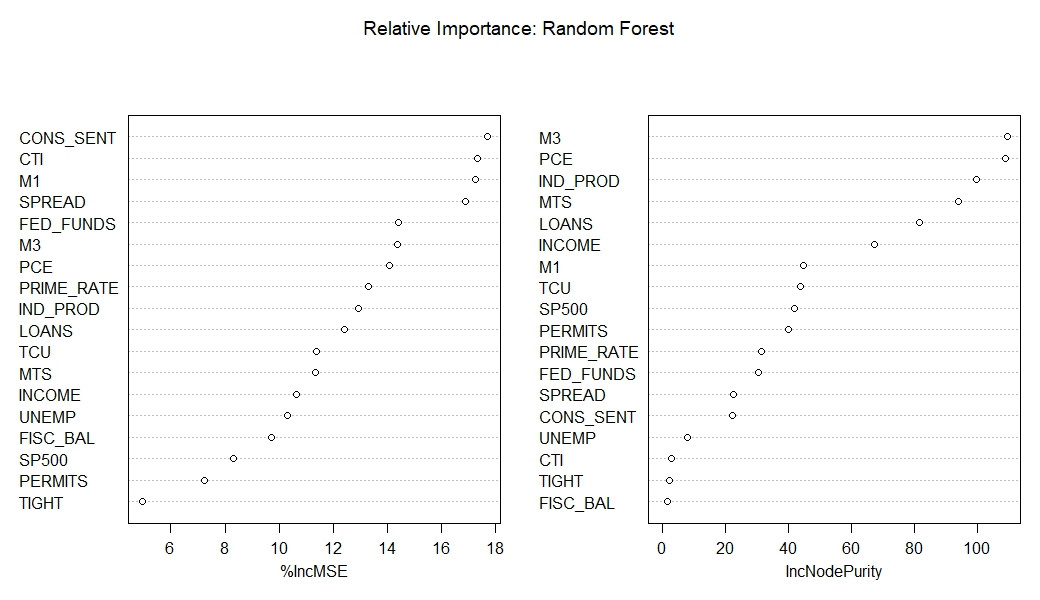 Relative Importance: Random Forest
CONS_SENT
CTI
M1
SPREAD
FED_FUNDS
M3
PCE
PRIME_RATE
IND_PROD
LOANS
TCU
MTS
INCOME
UNEMP
FISC_BAL
SP500
PERMITS
TIGHT
6 8 10 12 14 16 18
%IncMSE
M3
PCE
IND_PROD
MTS
LOANS
INCOME
M1
TCU
SP500
PERMITS
PRIME_RATE
FED_FUNDS
SPREAD
CONS_SENT
UNEMP
CTI
TIGHT
FISC_BAL
0 20 40 60 80 100
IncNodePurity